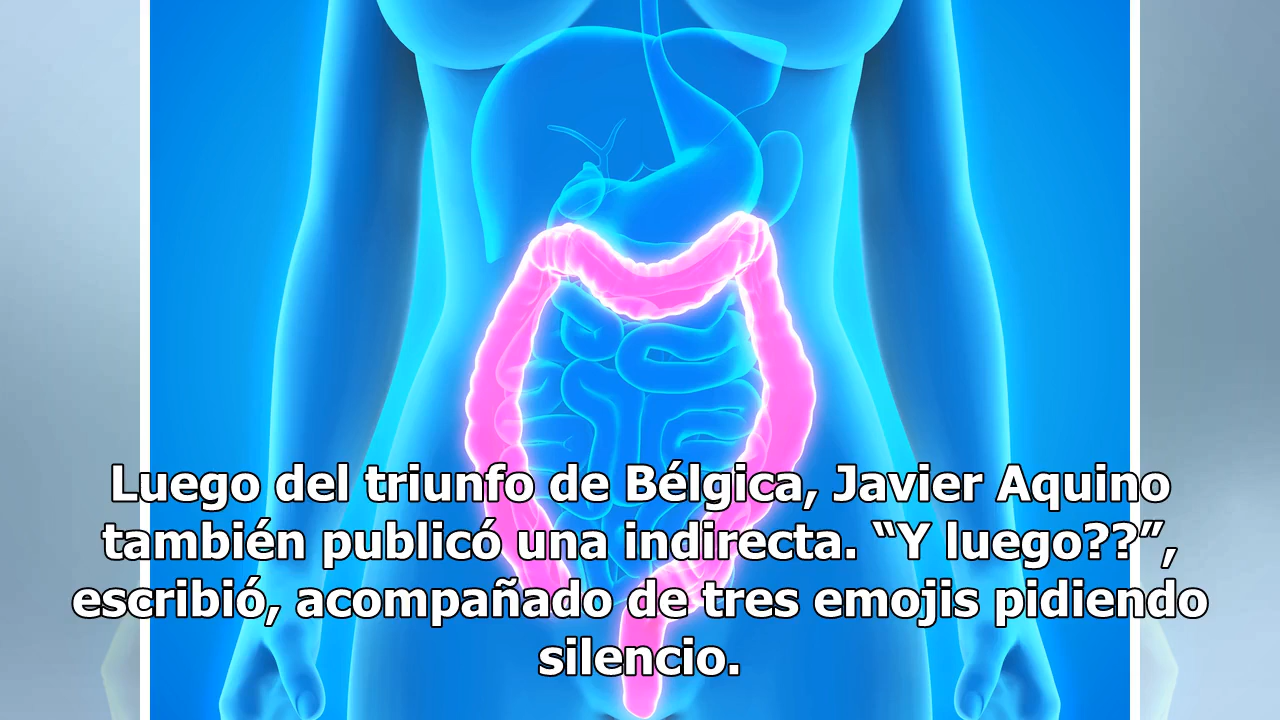 Luego del triunfo de Bélgica, Javier Aquino
también publicó una indirecta. “Y luego??”,
escribió, acompañado de tres emojis pidiendo
silencio.